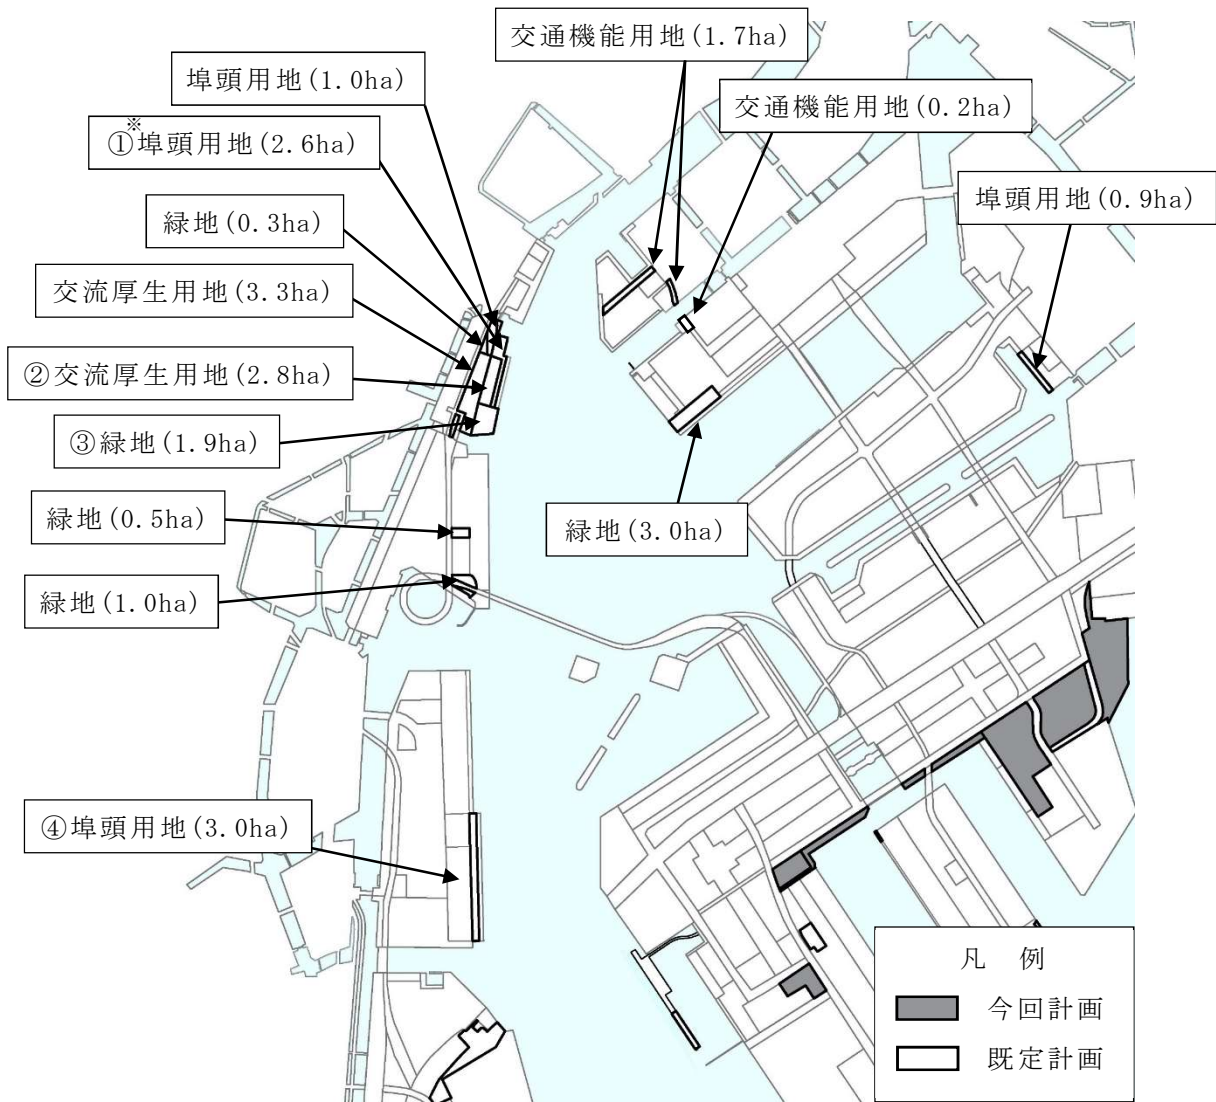 交通機能用地(1.7ha)
埠頭用地(1.0ha)
交通機能用地(0.2ha)
※
①埠頭用地(2.6ha)
埠頭用地(0.9ha)
緑地(0.3ha)
交流厚生用地(3.3ha)
②交流厚生用地(2.8ha)
③緑地(1.9ha)
緑地(0.5ha)
緑地(3.0ha)
緑地(1.0ha)
④埠頭用地(3.0ha)
凡 例
今回計画
既定計画